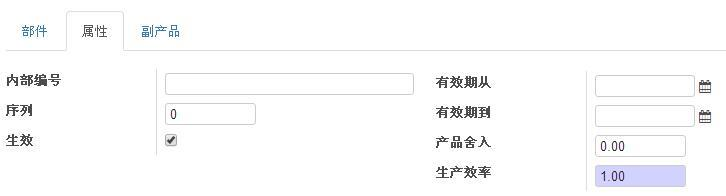 部件 属性 副产品
内部编号
序列 0
生效
有效期从
有效期到
产品舍入 0.00
生产效率 1.00